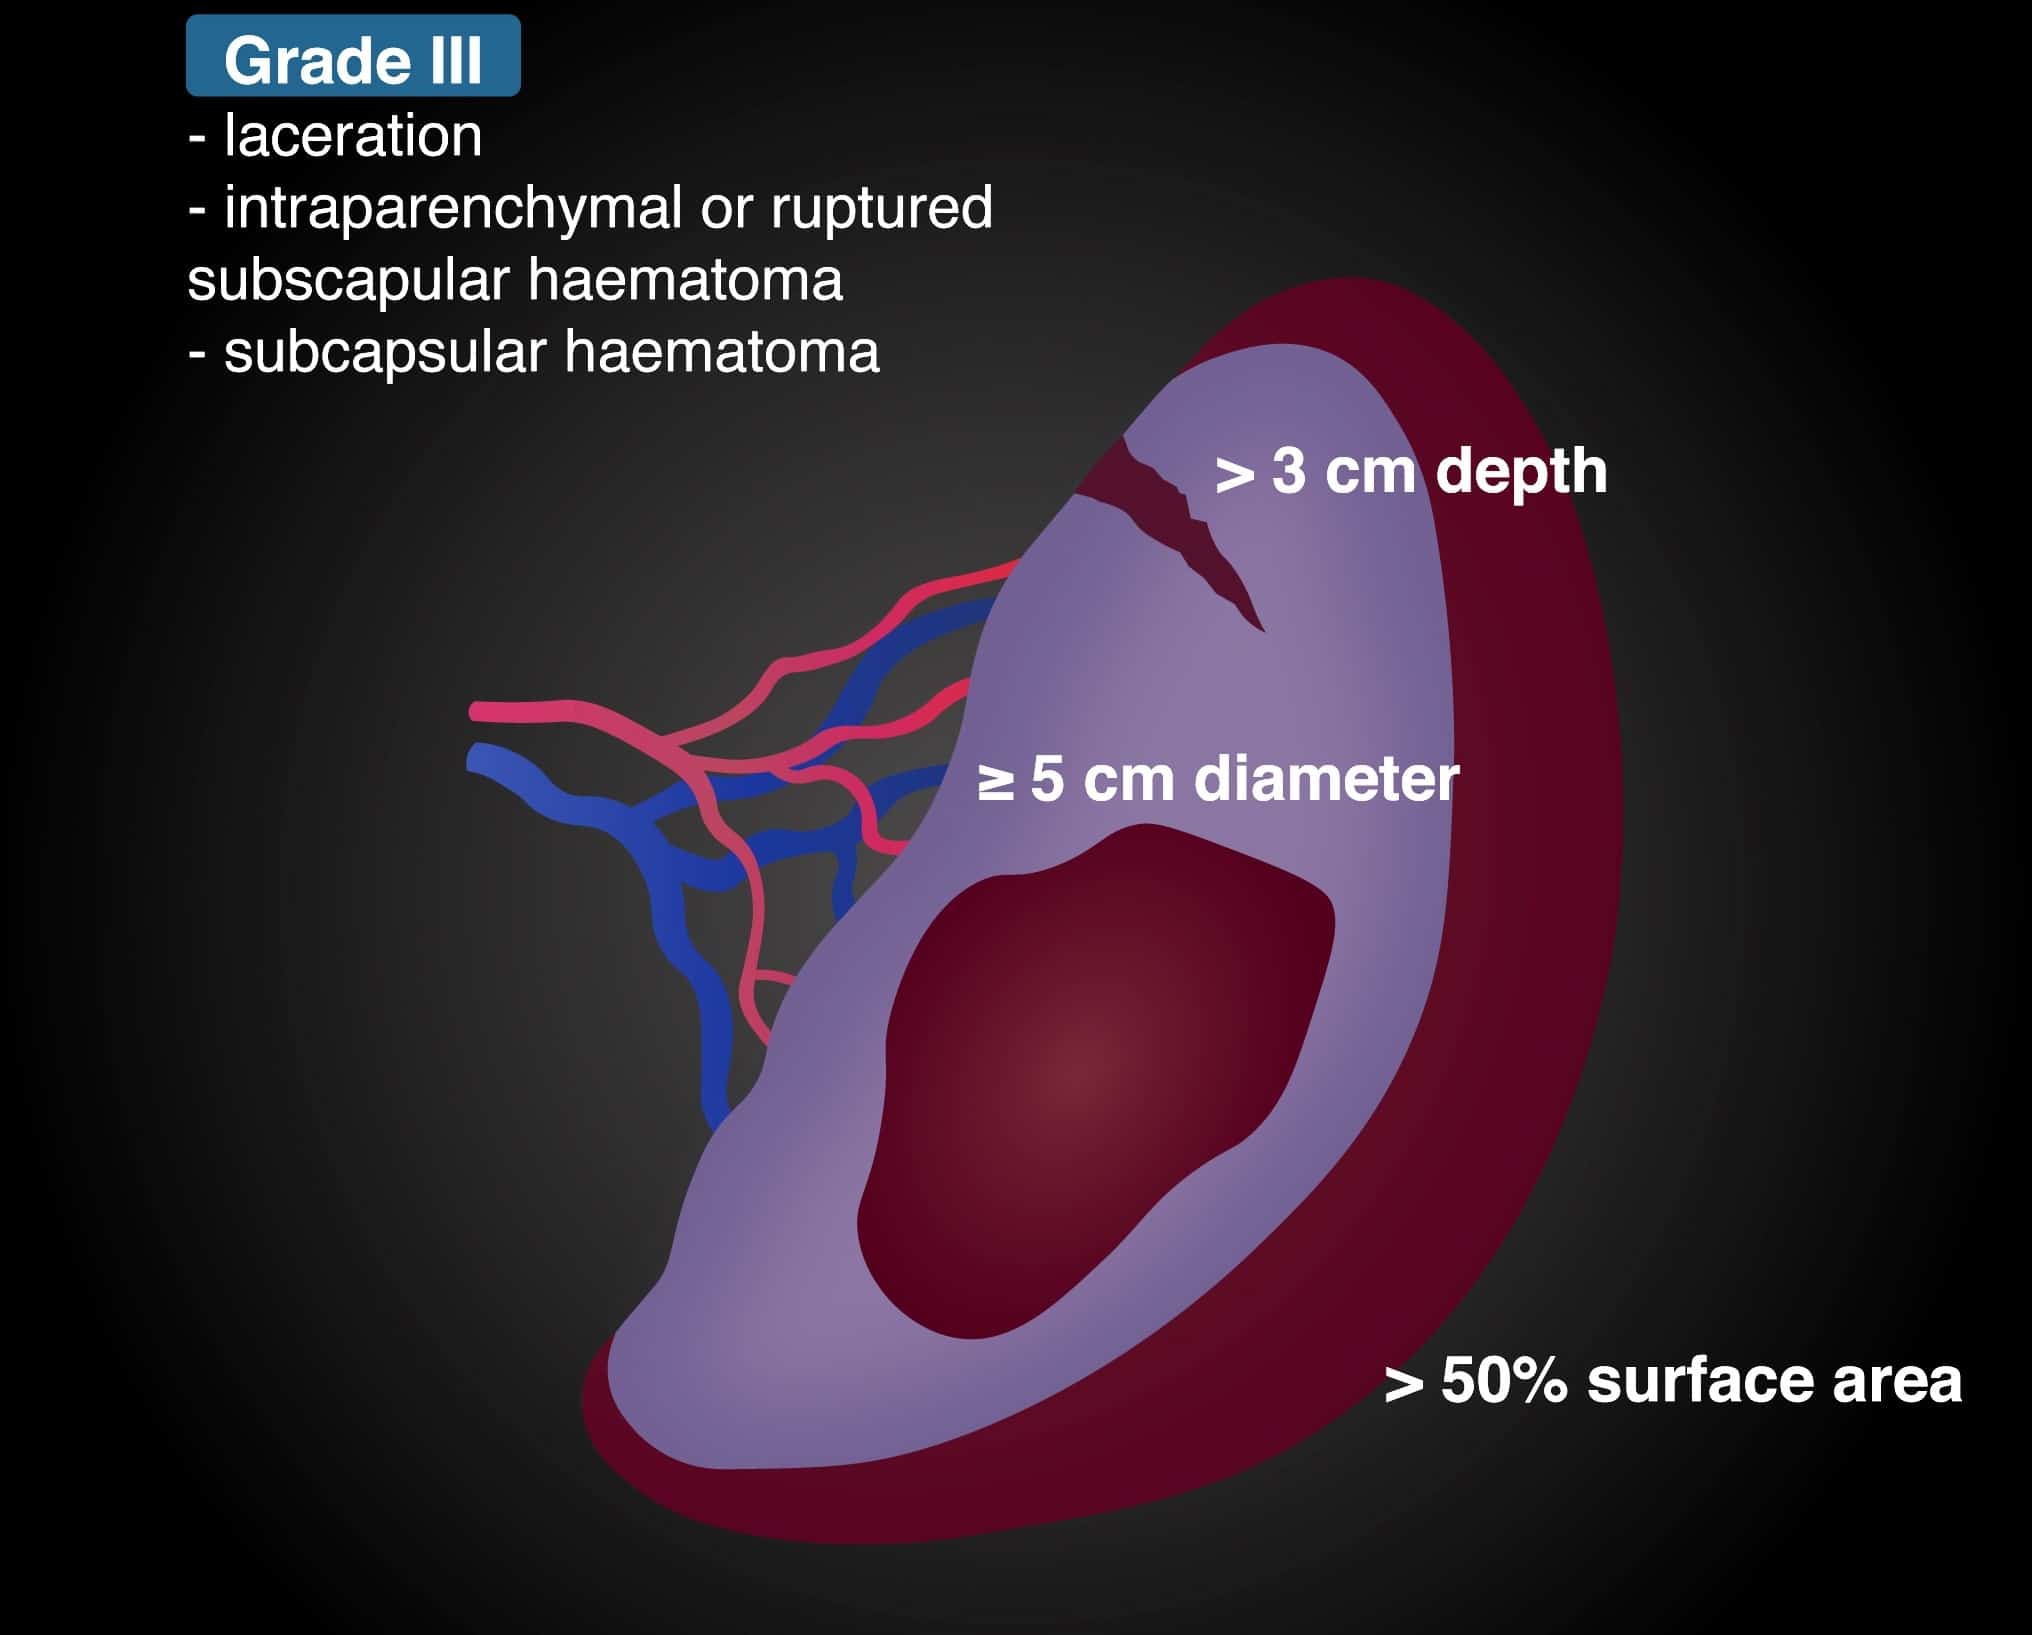 Grade III
- laceration
- intraparenchymal or ruptured
subscapular haematoma
- subcapsular haematoma
> 3 cm depth
≥ 5 cm diameter
> 50% surface area